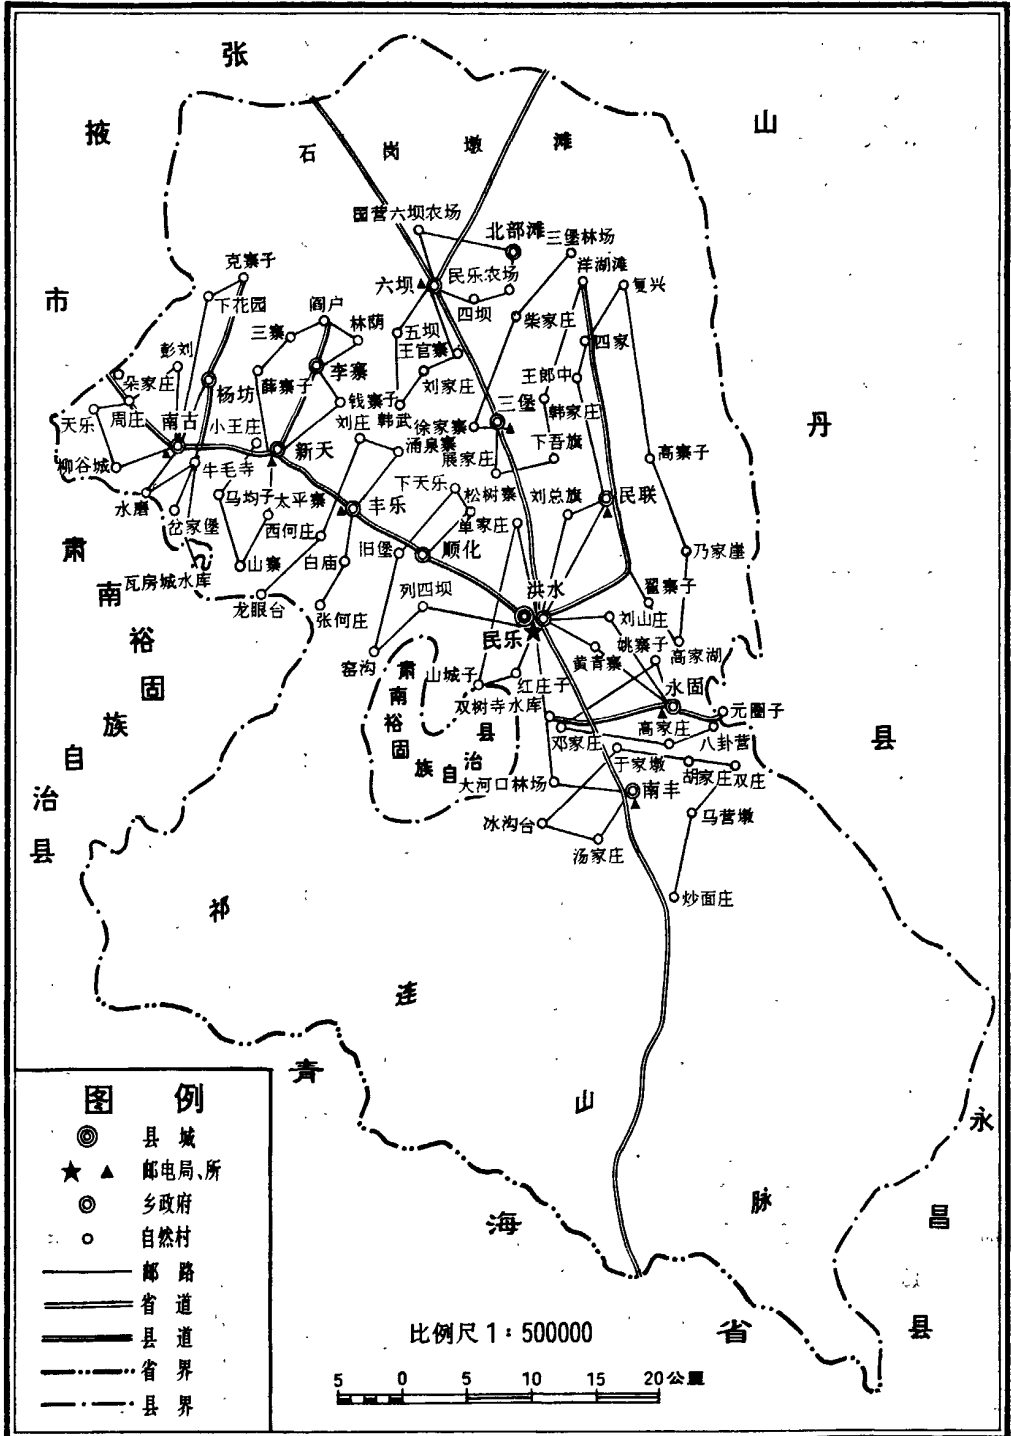 张
掖
市
山
丹
县
石岗墩滩
国营六坝农场
北部滩
三堡林场
克寨子
六坝
民乐农场
洋湖滩
复兴
下花园
阎户
四坝
柴家庄
三寨
林荫
五坝
王官寨
四家
彭刘
朵家庄
杨坊
薛寨子
李寨
刘家庄
王郎中
天乐
周庄
南古
小王庄
钱寨子
刘庄
韩武
徐家寨
三堡
韩家庄
新天
涌泉寨
展家庄
下吾旗
高寨子
柳谷城
牛毛寺
下天乐
松树寨
刘总旗
民联
水磨
岔家堡
马均子
太平寨
丰乐
单家庄
西何庄
旧堡
顺化
乃家崖
瓦房城水库
山寨
白庙
龙眼台
张何庄
列四坝
洪水
翟寨子
刘山庄
民乐
姚寨子
黄青寨
高家湖
窑沟
山城子
红庄子
永固
双树寺水库
元圈子
高家庄
邓家庄
八卦营
于家墩
胡家庄
双庄
大河口林场
南丰
冰沟台
马营墩
汤家庄
炒面庄
肃南裕固族自治县
肃南裕固族自治县
祁连山脉
青海省
永昌县
图例
县城
邮电局、所
乡政府
自然村
邮路
省道
县道
省界
县界
比例尺 1：500000
5 0 5 10 15 20 公里